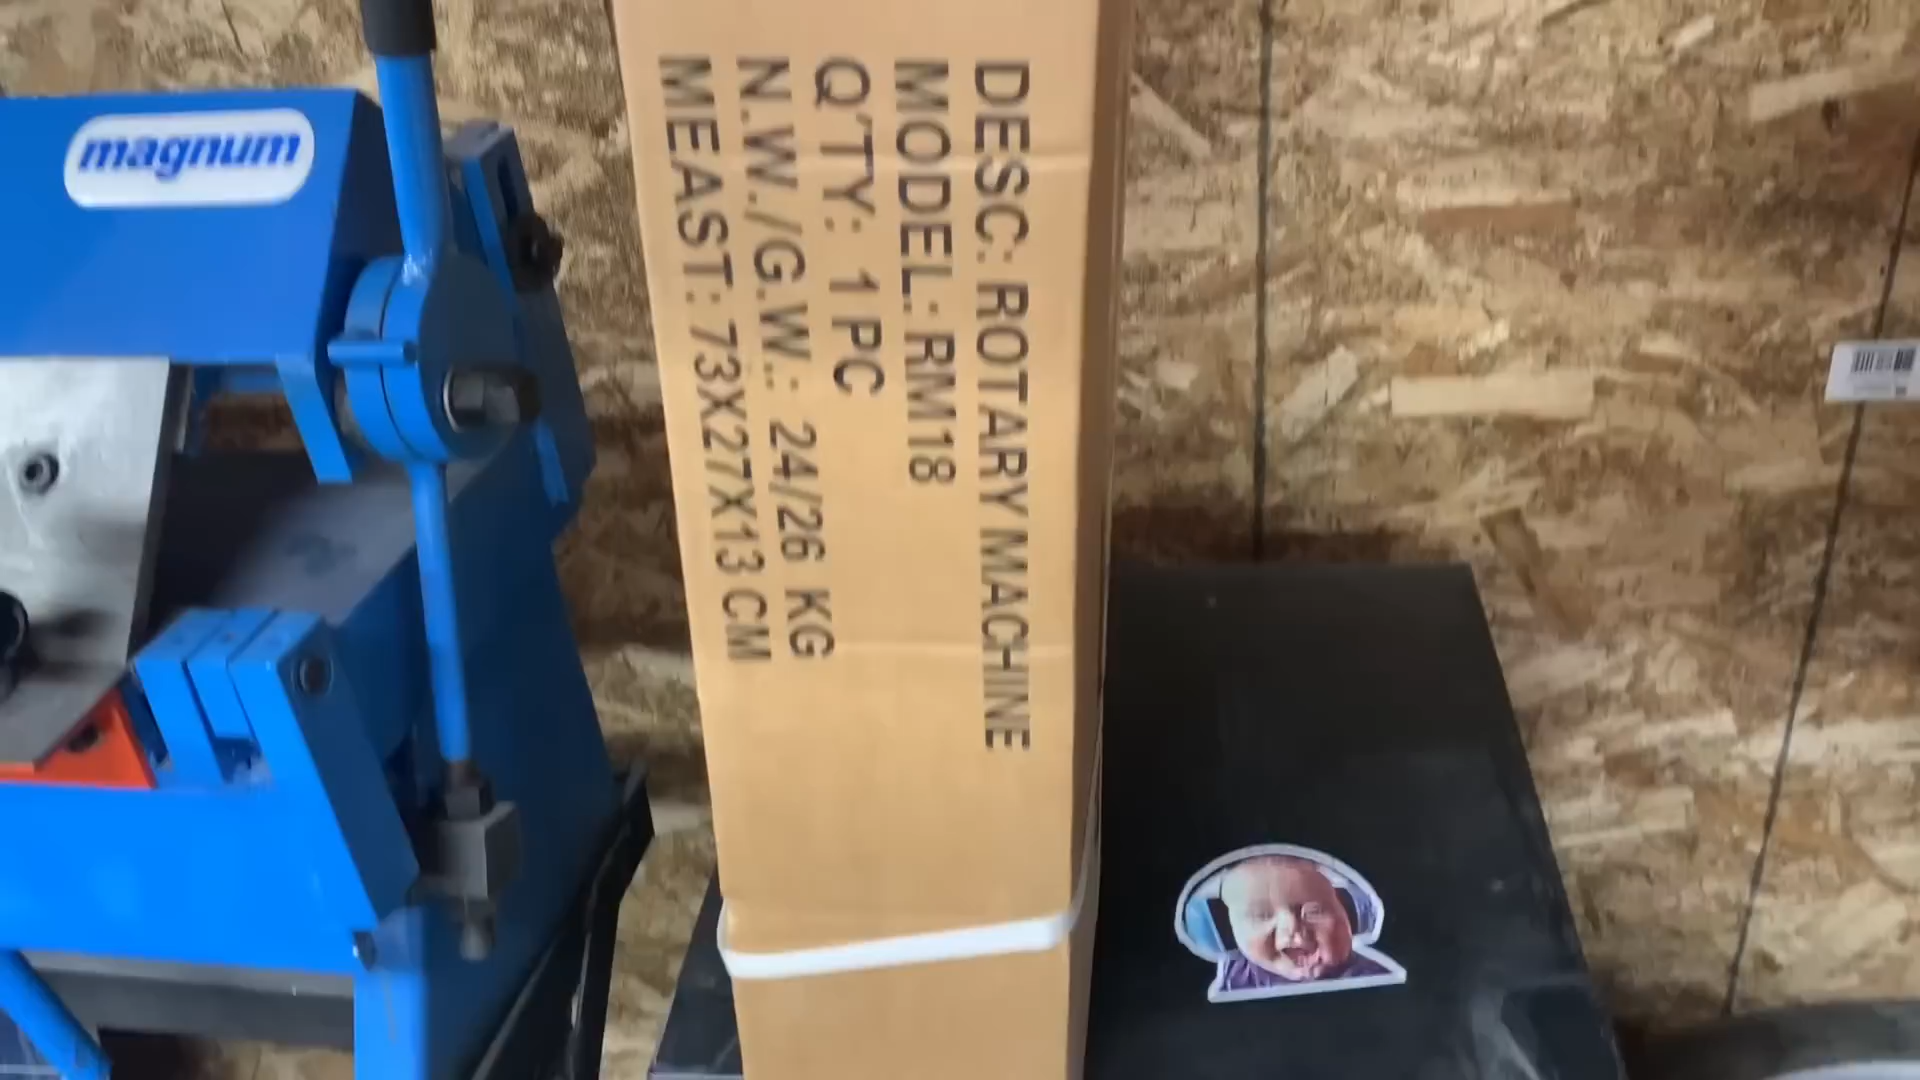 magnum
DESC: ROTARY MACHINE
MODEL: RM18
Q'TY: 1 PC
N.W./G.W.: 24/26 KG
MEAST: 73X27X13 CM